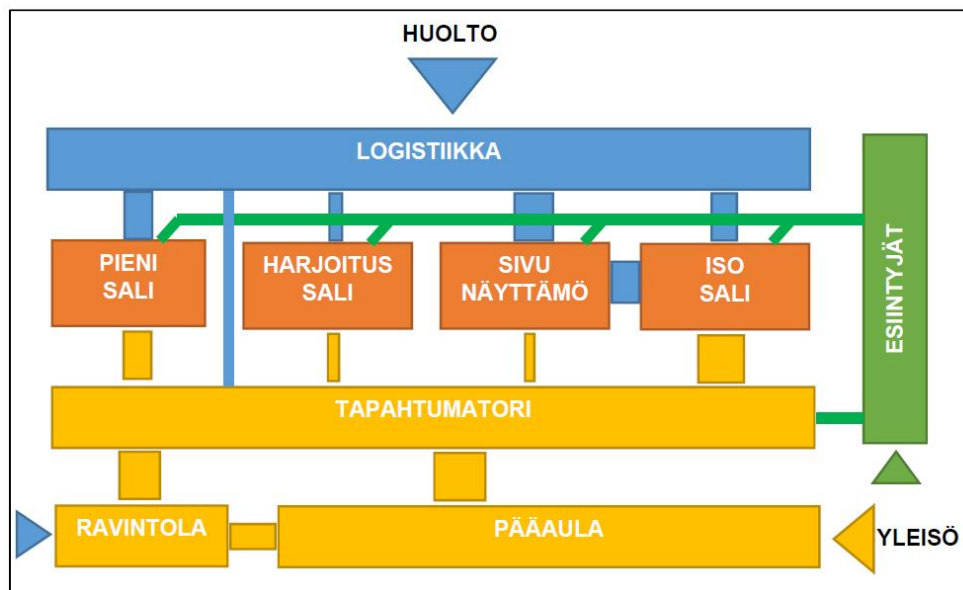 HUOLTO
LOGISTIIKKA
PIENI
SALI
HARJOITUS
SALI
SIVU
NÄYTTÄMÖ
ISO
SALI
ESIINTYJÄT
TAPAHTUMATORI
RAVINTOLA
PÄÄAULA
YLEISÖ